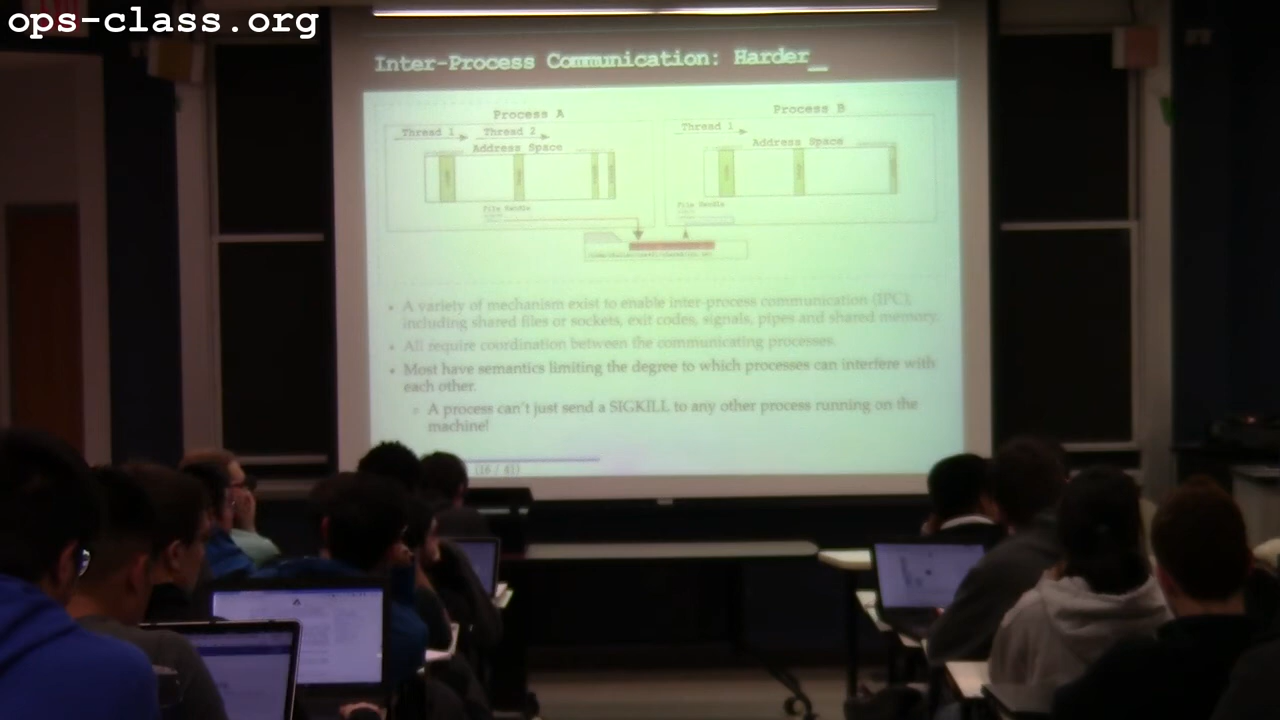 ops-class.org
Inter-Process Communication: Harder_
Process A
Process B
Thread 1
Thread 2
Thread 1
Address Space
Address Space
File Handle
File Handle
• A variety of mechanism exist to enable inter-process communication (IPC),
including shared files or sockets, exit codes, signals, pipes and shared memory.
• All require coordination between the communicating processes.
• Most have semantics limiting the degree to which processes can interfere with
each other.
A process can't just send a SIGKILL to any other process running on the
machine!
(16 / 41)